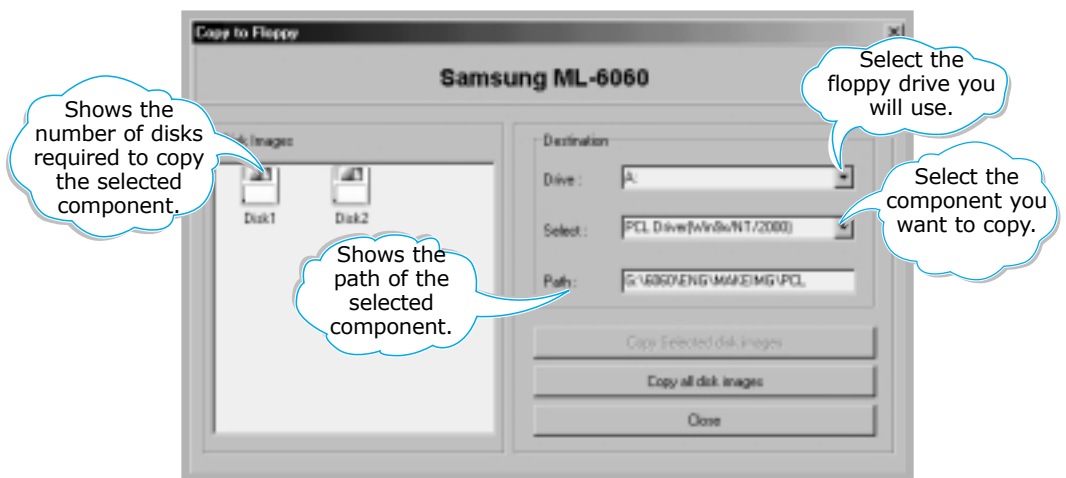 Copy to Floppy
Samsung ML-6060
Select the
floppy drive you
will use.
Shows the
number of disks
required to copy
the selected
component.
Images
Disk1
Disk2
Shows the
path of the
selected
component.
Destination
Drive :
A:
Select :
PCL Driver(Win9x/NT/2000)
Path :
G:\6060\ENG\MAKEIMG\PCL
Select the
component you
want to copy.
Copy Selected disk images
Copy all disk images
Close